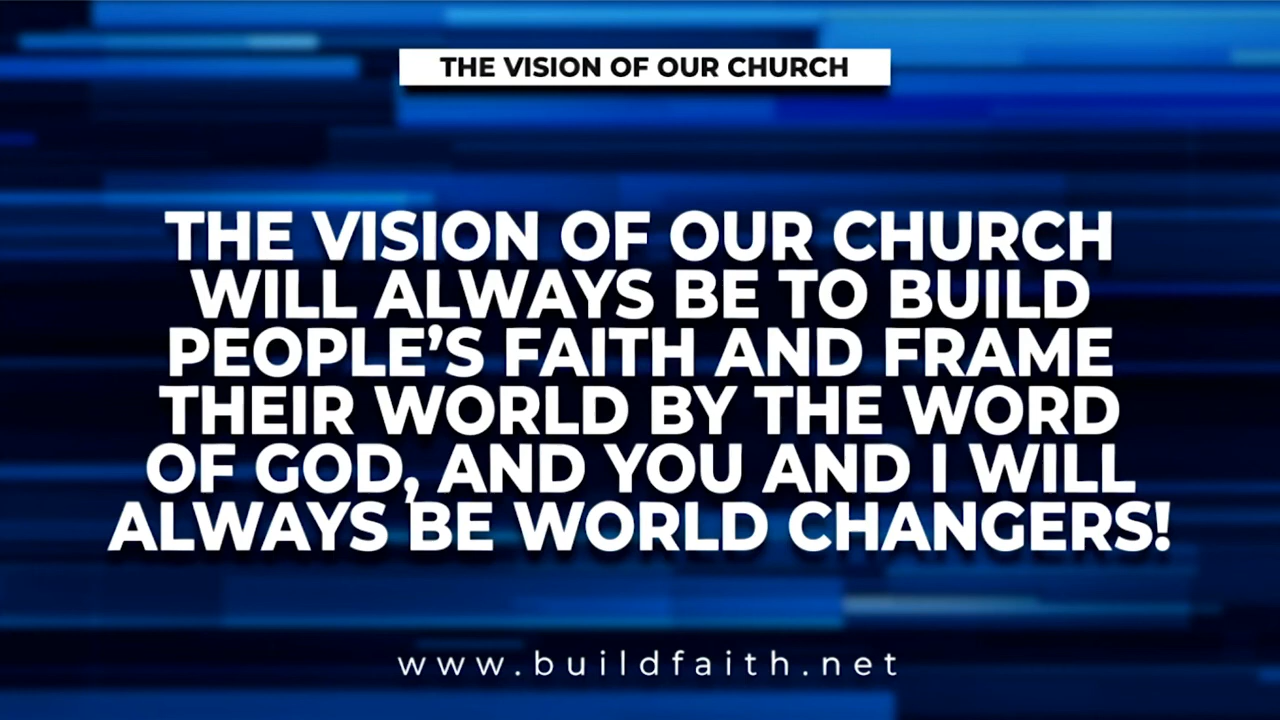 THE VISION OF OUR CHURCH
THE VISION OF OUR CHURCH
WILL ALWAYS BE TO BUILD
PEOPLE’S FAITH AND FRAME
THEIR WORLD BY THE WORD
OF GOD, AND YOU AND I WILL
ALWAYS BE WORLD CHANGERS!
www.buildfaith.net